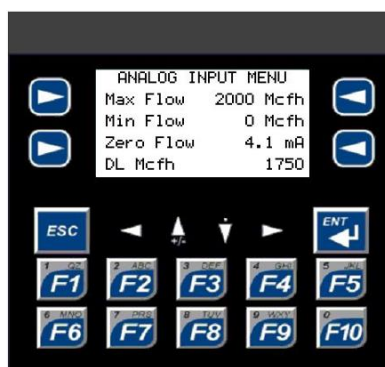 ANALOG INPUT MENU
Max Flow 2000 Mcfh
Min Flow 0 Mcfh
Zero Flow 4.1 mA
DL Mcfh 1750
ESC +/- ENT
1 QZ 2 ABC 3 DEF 4 GHI 5 JKL
F1 F2 F3 F4 F5
6 MNO 7 PRS 8 TUV 9 WXY 0
F6 F7 F8 F9 F10